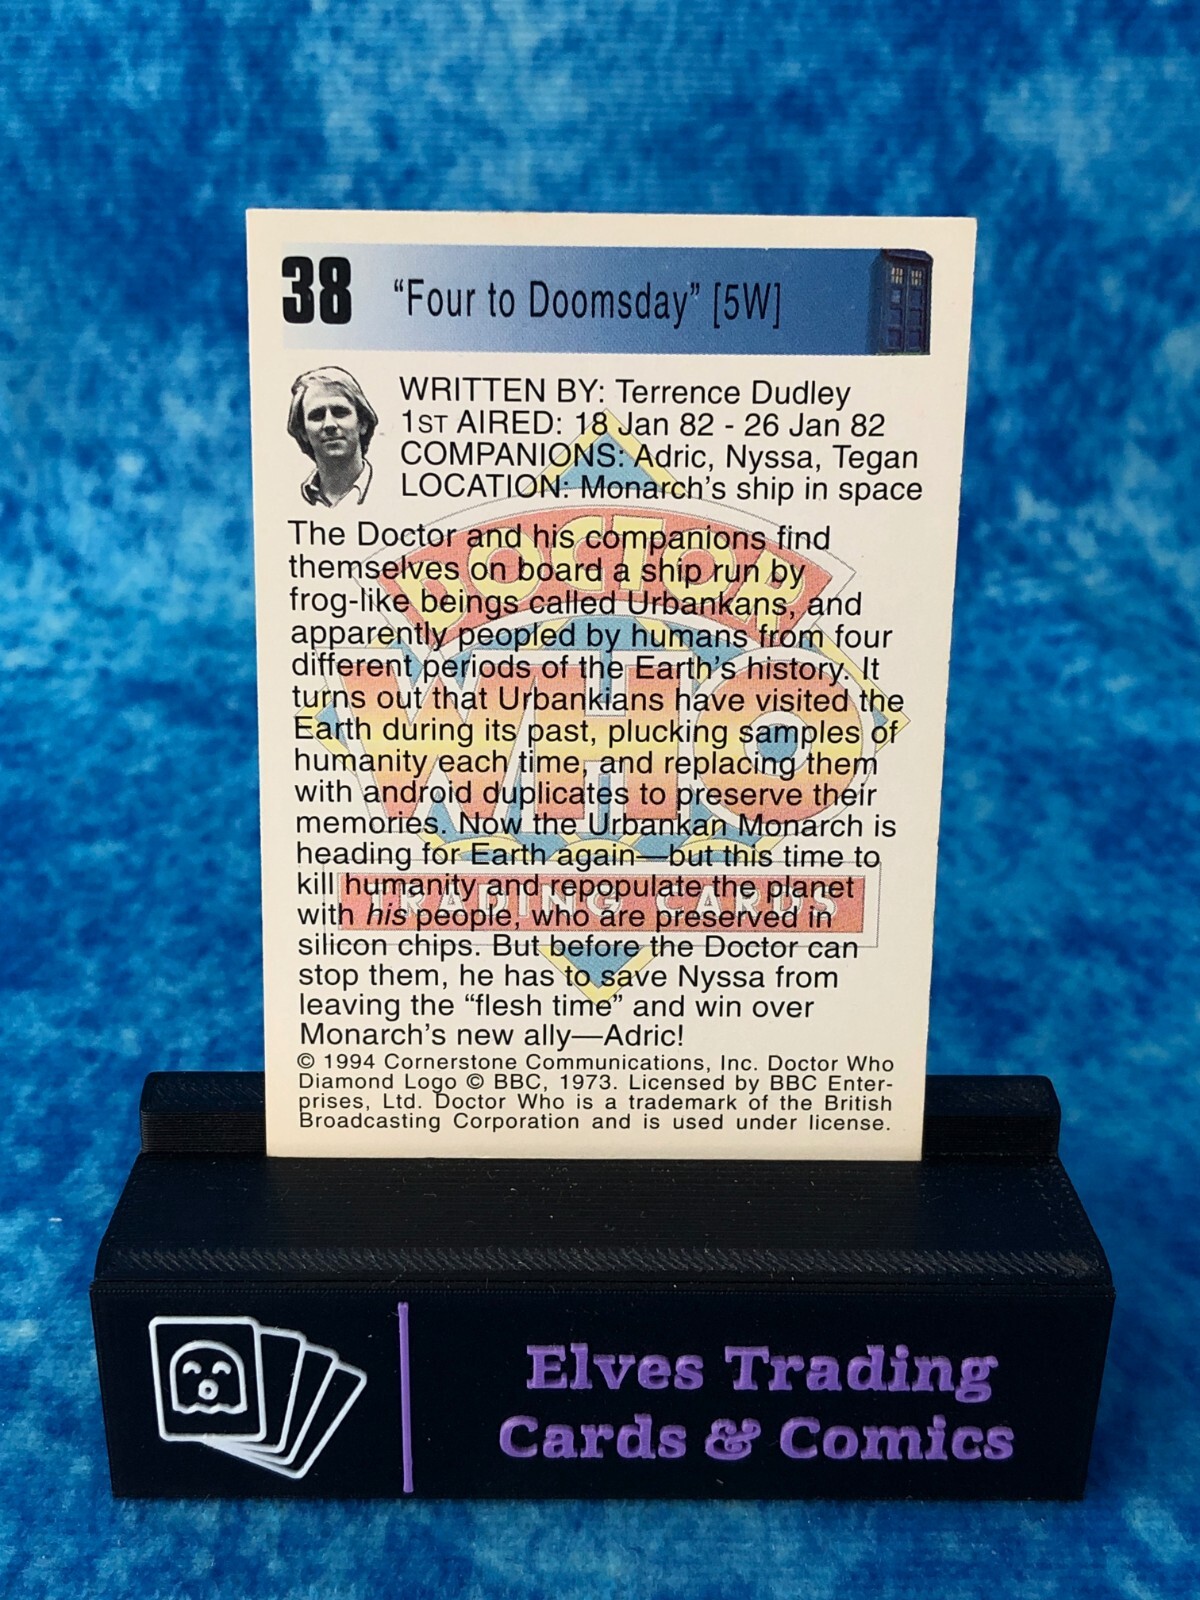 38 "Four to Doomsday" [5W]
WRITTEN BY: Terrence Dudley
1ST AIRED: 18 Jan 82 - 26 Jan 82
COMPANIONS: Adric, Nyssa, Tegan
LOCATION: Monarch's ship in space
The Doctor and his companions find
themselves on board a ship run by
frog-like beings called Urbankans, and
apparently peopled by humans from four
different periods of the Earth's history. It
turns out that Urbankians have visited the
Earth during its past, plucking samples of
humanity each time, and replacing them
with android duplicates to preserve their
memories. Now the Urbankan Monarch is
heading for Earth again—but this time to
kill humanity and repopulate the planet
with his people, who are preserved in
silicon chips. But before the Doctor can
stop them, he has to save Nyssa from
leaving the "flesh time" and win over
Monarch's new ally—Adric!
© 1994 Cornerstone Communications, Inc. Doctor Who
Diamond Logo © BBC, 1973. Licensed by BBC Enter-
prises, Ltd. Doctor Who is a trademark of the British
Broadcasting Corporation and is used under license.
DOCTOR
WHO
TRADING CARDS
Elves Trading
Cards & Comics